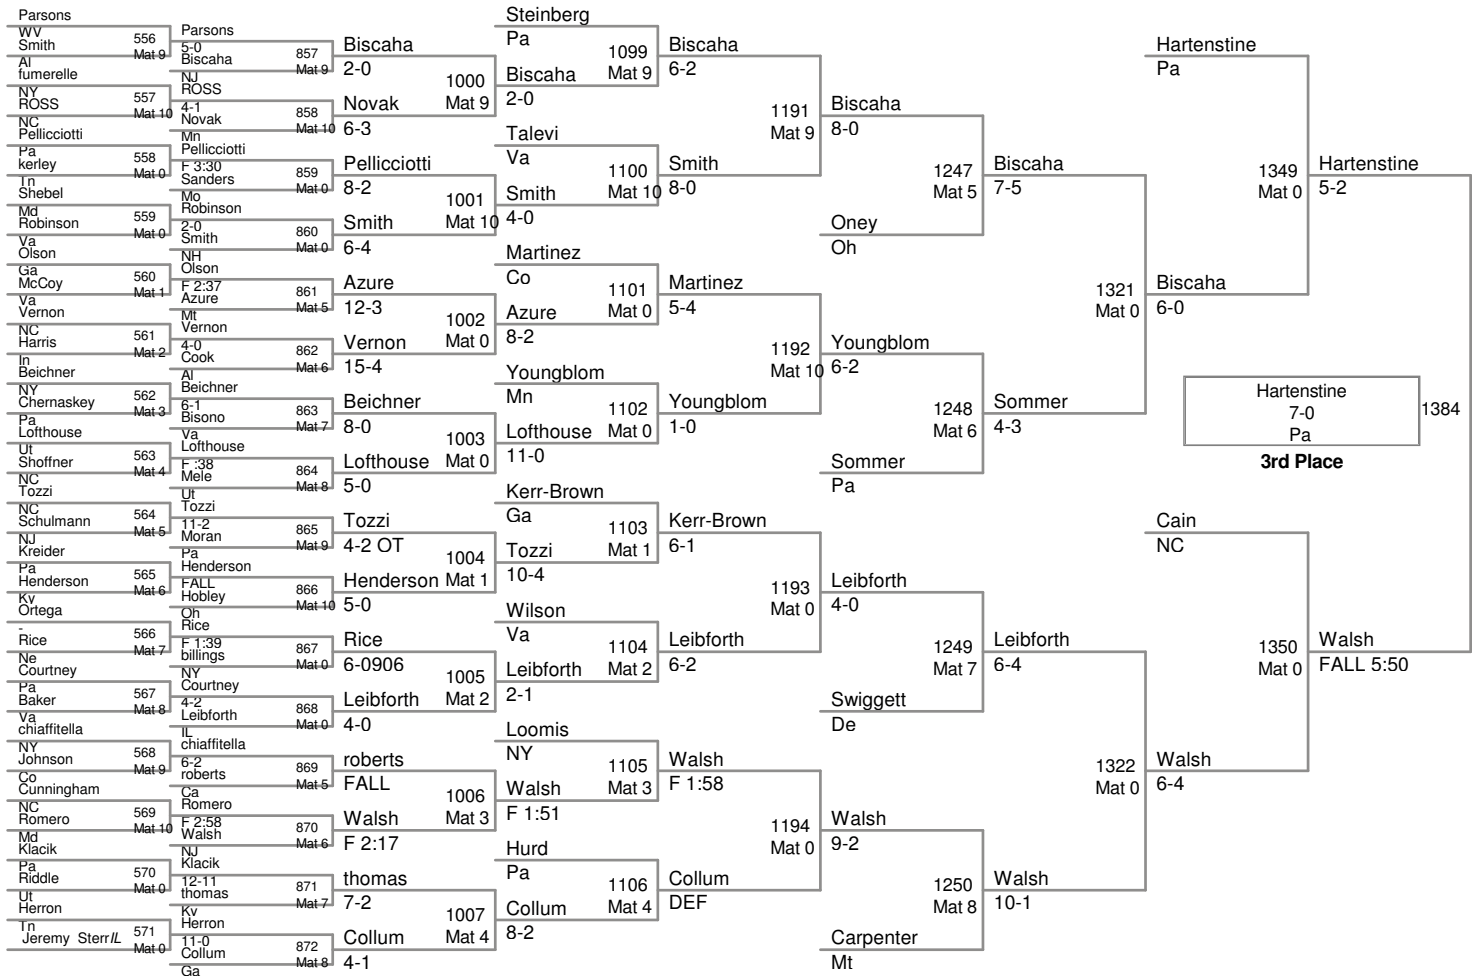 Parsons
WV
Smith
556
Mat 9
Al
fumerelle
NY
ROSS
557
Mat 10
NC
Pellicciotti
Pa
kerley
558
Mat 0
Tn
Shebel
Md
Robinson
559
Mat 0
Va
Olson
Ga
McCoy
560
Mat 1
Va
Vernon
NC
Harris
561
Mat 2
In
Beichner
NY
Chernaskey
562
Mat 3
Pa
Lofthouse
Ut
Shoffner
563
Mat 4
NC
Tozzi
NC
Schulmann
564
Mat 5
NJ
Kreider
Pa
Henderson
565
Mat 6
Ky
Ortega
-
Rice
566
Mat 7
Ne
Courtney
Pa
Baker
567
Mat 8
Va
chiaffitella
NY
Johnson
568
Mat 9
Co
Cunningham
NC
Romero
569
Mat 10
Md
Klacik
Pa
Riddle
570
Mat 0
Ut
Herron
Tn
Jeremy Sterr IL
571
Mat 0
Parsons
5-0
Biscaha
857
Mat 9
NJ
ROSS
4-1
Novak
858
Mat 10
Mn
Pellicciotti
F 3:30
Sanders
859
Mat 0
Mo
Robinson
2-0
Smith
860
Mat 0
NH
Olson
F 2:37
Azure
861
Mat 5
Mt
Vernon
4-0
Cook
862
Mat 6
Al
Beichner
6-1
Bisono
863
Mat 7
Va
Lofthouse
F :38
Mele
864
Mat 8
Ut
Tozzi
11-2
Moran
865
Mat 9
Pa
Henderson
FALL
Hobley
866
Mat 10
Oh
Rice
F 1:39
billings
867
Mat 0
NY
Courtney
4-2
Leibforth
868
Mat 0
IL
chiaffitella
6-2
roberts
869
Mat 5
Ca
Romero
F 2:58
Walsh
870
Mat 6
NJ
Klacik
12-11
thomas
871
Mat 7
Ky
Herron
11-0
Collum
872
Mat 8
Ga
Biscaha
2-0
1000
Mat 9
Novak
6-3
Pellicciotti
8-2
1001
Mat 10
Smith
6-4
Azure
12-3
1002
Mat 0
Vernon
15-4
Beichner
8-0
1003
Mat 0
Lofthouse
5-0
Tozzi
4-2 OT
1004
Mat 1
Henderson
5-0
Rice
6-0906
1005
Mat 2
Leibforth
4-0
roberts
FALL
1006
Mat 3
Walsh
F 2:17
thomas
7-2
1007
Mat 4
Collum
4-1
Steinberg
Pa
1099
Mat 9
Biscaha
2-0
Talevi
Va
1100
Mat 10
Smith
4-0
Martinez
Co
1101
Mat 0
Azure
8-2
Youngblom
Mn
1102
Mat 0
Lofthouse
11-0
Kerr-Brown
Ga
1103
Mat 1
Tozzi
10-4
Wilson
Va
1104
Mat 2
Leibforth
2-1
Loomis
NY
1105
Mat 3
Walsh
F 1:51
Hurd
Pa
1106
Mat 4
Collum
8-2
Biscaha
6-2
1191
Mat 9
Smith
8-0
Martinez
5-4
1192
Mat 10
Youngblom
1-0
Kerr-Brown
6-1
1193
Mat 0
Leibforth
6-2
Walsh
F 1:58
1194
Mat 0
Collum
DEF
Biscaha
8-0
1247
Mat 5
Oney
Oh
Youngblom
6-2
1248
Mat 6
Sommer
Pa
Leibforth
4-0
1249
Mat 7
Swiggett
De
Walsh
9-2
1250
Mat 8
Carpenter
Mt
Biscaha
7-5
1321
Mat 0
Sommer
4-3
Leibforth
6-4
1322
Mat 0
Walsh
10-1
Hartenstine
Pa
1349
Mat 0
Biscaha
6-0
Cain
NC
1350
Mat 0
Walsh
6-4
Hartenstine
5-2
Walsh
FALL 5:50
Hartenstine
7-0
Pa
1384
3rd Place